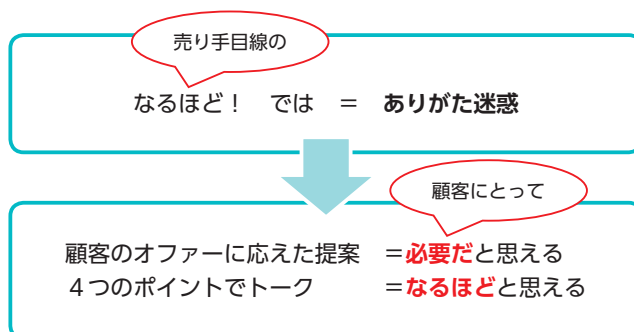 売り手目線の
なるほど！　では　＝　ありがた迷惑
顧客にとって
顧客のオファーに応えた提案　＝必要だと思える
４つのポイントでトーク　＝なるほどと思える